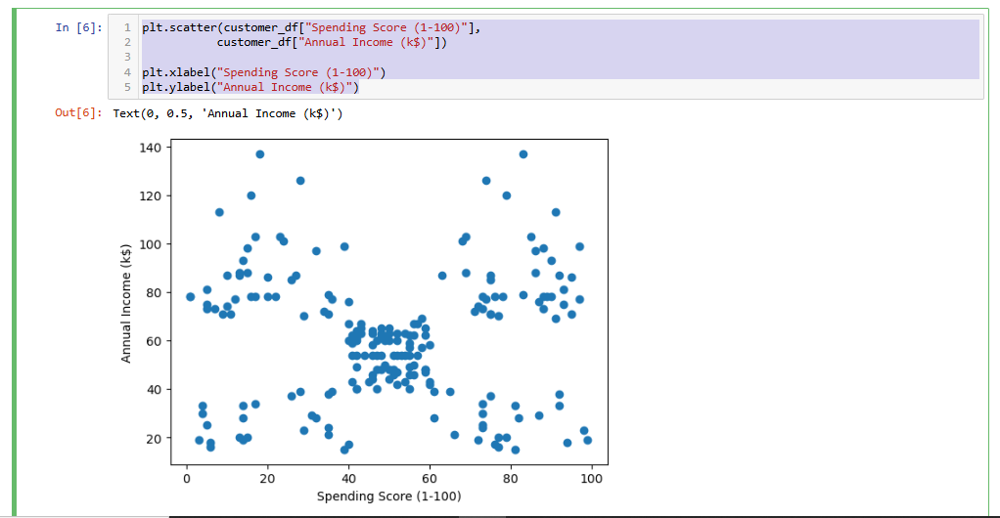 In [6]:
1 plt.scatter(customer_df["Spending Score (1-100)"],
2 customer_df["Annual Income (k$)"])
3
4 plt.xlabel("Spending Score (1-100)")
5 plt.ylabel("Annual Income (k$)")
Out[6]: Text(0, 0.5, 'Annual Income (k$)')
140
120
100
80
60
40
20
Annual Income (k$)
0 20 40 60 80 100
Spending Score (1-100)